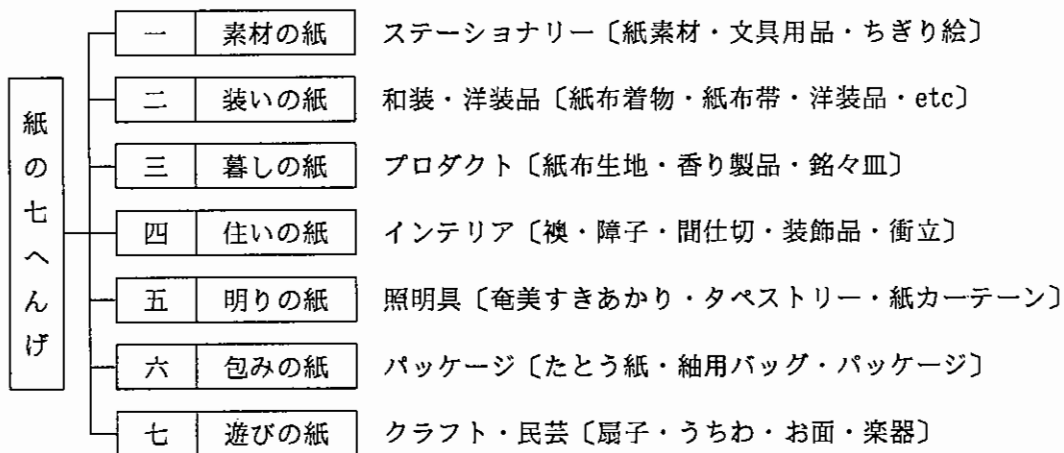 紙の七へんげ
一 素材の紙 ステーショナリー〔紙素材・文具用品・ちぎり絵〕
二 装いの紙 和装・洋装品〔紙布着物・紙布帯・洋装品・etc〕
三 暮しの紙 プロダクト〔紙布生地・香り製品・銘々皿〕
四 住いの紙 インテリア〔襖・障子・間仕切・装飾品・衝立〕
五 明りの紙 照明具〔奄美すきあかり・タペストリー・紙カーテーン〕
六 包みの紙 パッケージ〔たとう紙・紬用バッグ・パッケージ〕
七 遊びの紙 クラフト・民芸〔扇子・うちわ・お面・楽器〕